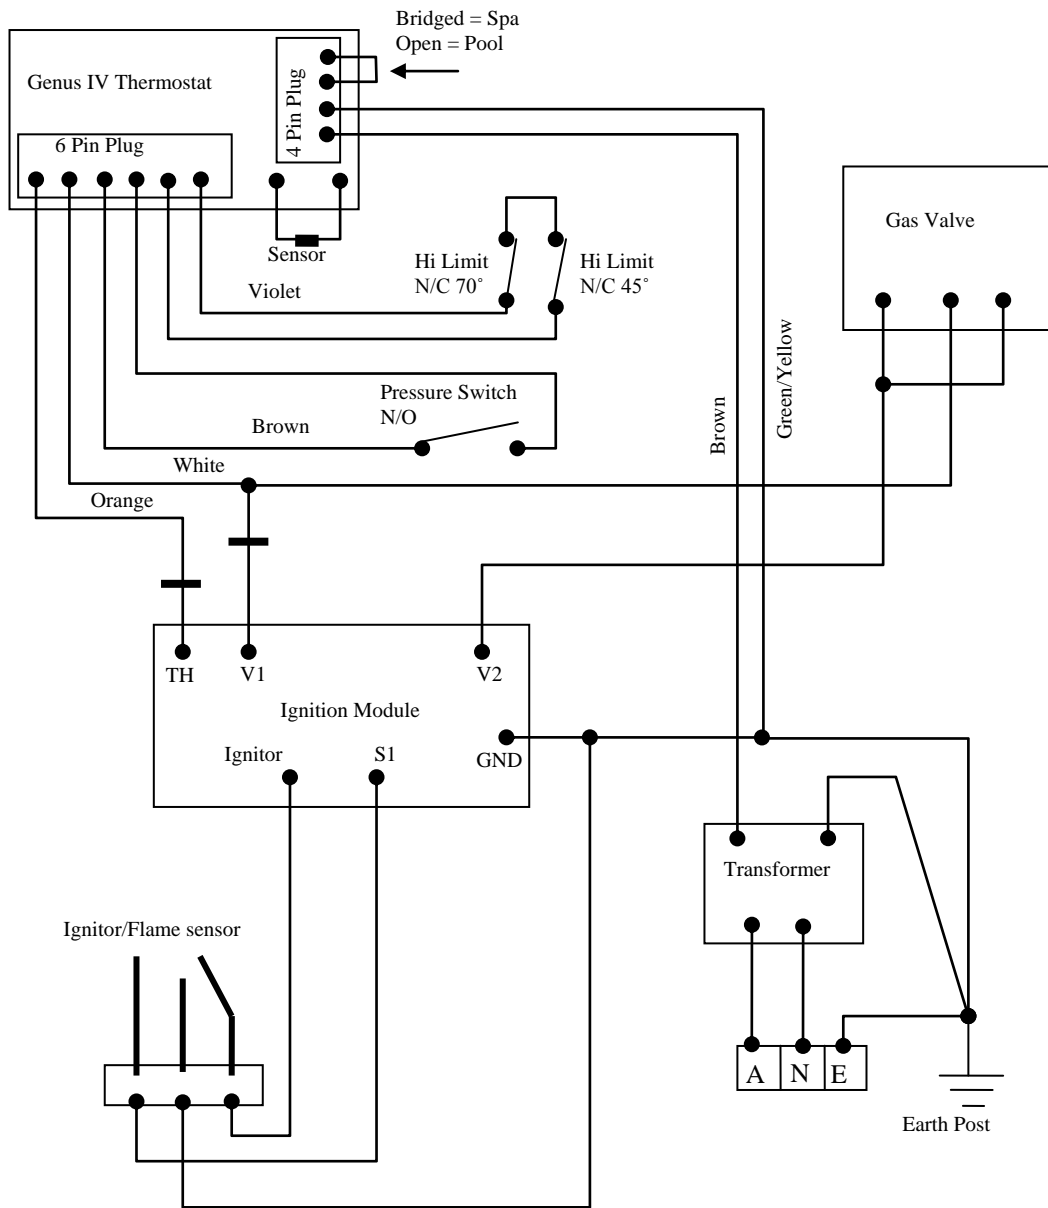 Bridged = Spa
Open = Pool
Genus IV Thermostat
4 Pin Plug
6 Pin Plug
Gas Valve
Sensor
Hi Limit
N/C 70˚
Hi Limit
N/C 45˚
Violet
Green/Yellow
Brown
Pressure Switch
N/O
Brown
White
Orange
TH
V1
V2
Ignition Module
Ignitor
S1
GND
Transformer
Ignitor/Flame sensor
A N E
Earth Post